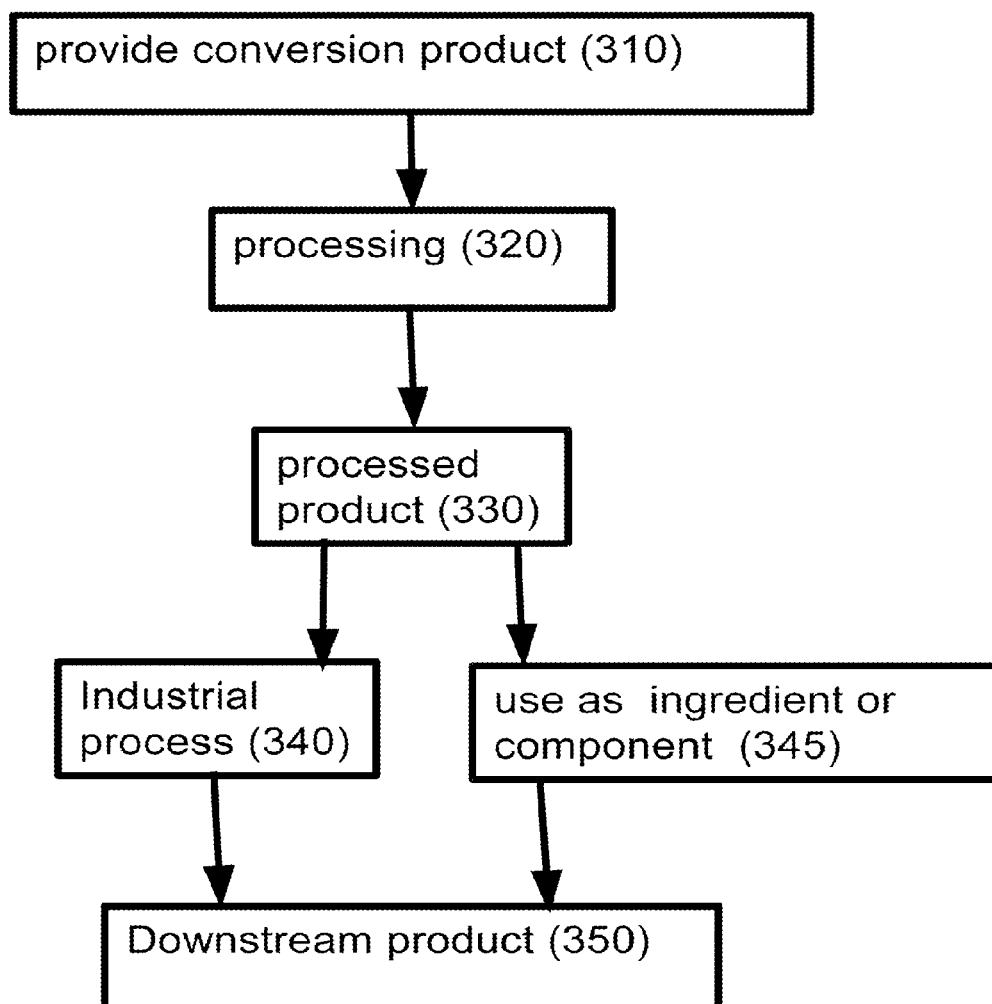 provide conversion product (310)
processing (320)
processed
product (330)
Industrial
process (340)
use as  ingredient or
component  (345)
Downstream product (350)